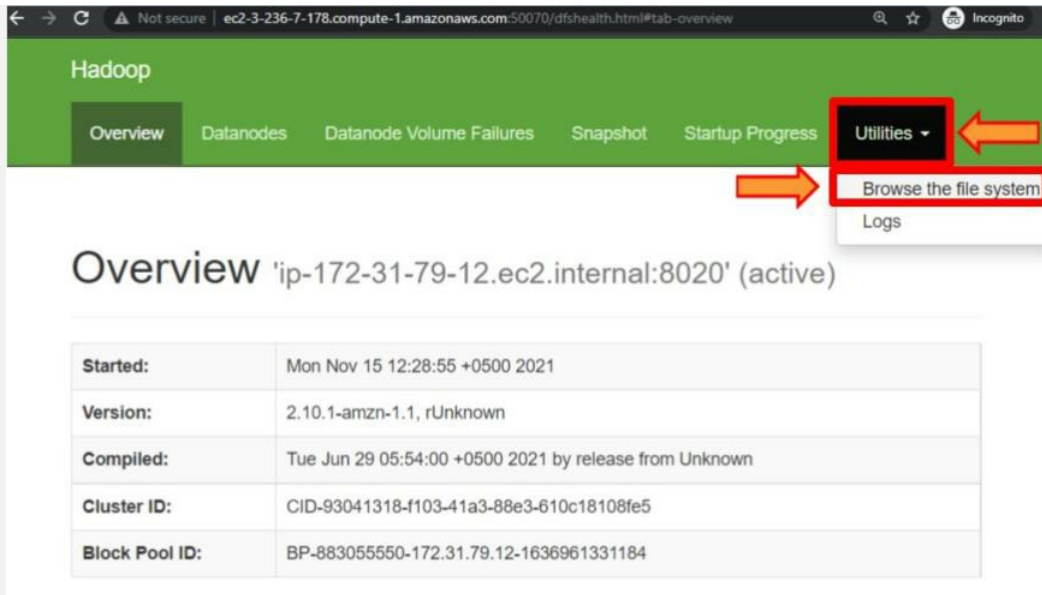 Not secure | ec2-3-236-7-178.compute-1.amazonaws.com:50070/dfshealth.html#tab-overview Incognito
Hadoop
Overview Datanodes Datanode Volume Failures Snapshot Startup Progress Utilities
Browse the file system
Logs
Overview 'ip-172-31-79-12.ec2.internal:8020' (active)
Started: Mon Nov 15 12:28:55 +0500 2021
Version: 2.10.1-amzn-1.1, rUnknown
Compiled: Tue Jun 29 05:54:00 +0500 2021 by release from Unknown
Cluster ID: CID-93041318-f103-41a3-88e3-610c18108fe5
Block Pool ID: BP-883055550-172.31.79.12-1636961331184